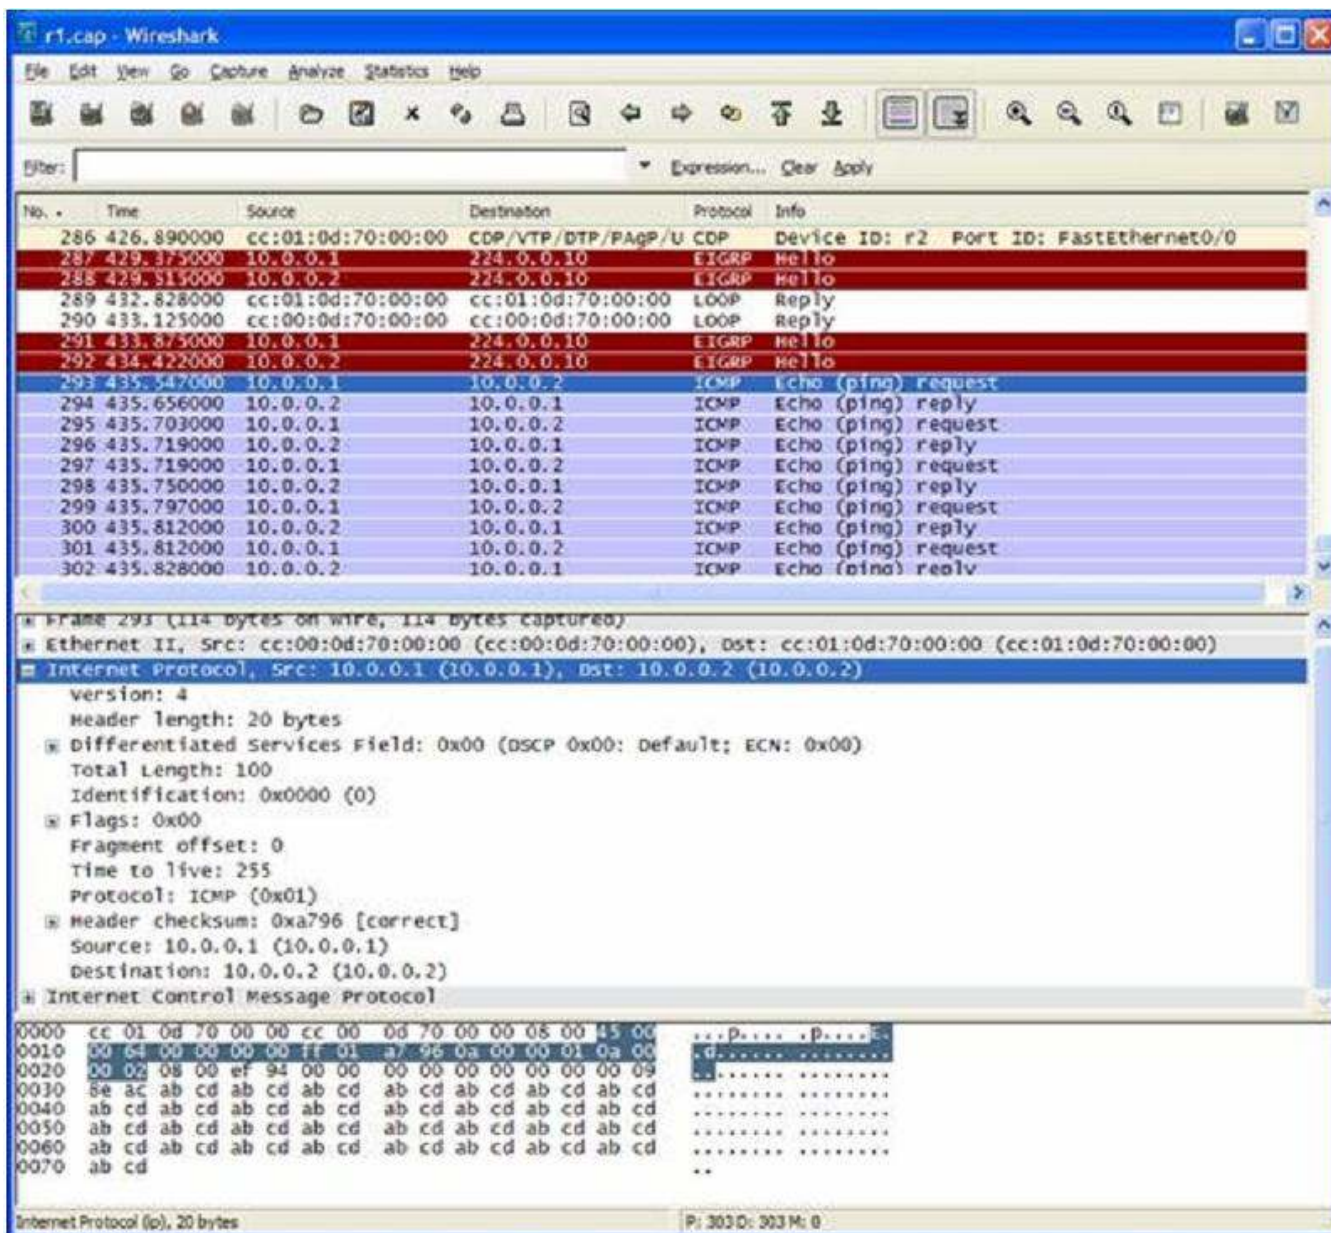 r1.cap - Wireshark
File Edit View Go Capture Analyze Statistics Help
Filter: Expression... Clear Apply
No. Time Source Destination Protocol Info
286 426.890000 cc:01:0d:70:00:00 CDP/VTP/DTP/PAgP/U CDP Device ID: r2 Port ID: FastEthernet0/0
287 429.375000 10.0.0.1 224.0.0.10 EIGRP Hello
288 429.515000 10.0.0.2 224.0.0.10 EIGRP Hello
289 432.828000 cc:01:0d:70:00:00 cc:01:0d:70:00:00 LOOP Reply
290 433.125000 cc:00:0d:70:00:00 cc:00:0d:70:00:00 LOOP Reply
291 433.875000 10.0.0.1 224.0.0.10 EIGRP Hello
292 434.422000 10.0.0.2 224.0.0.10 EIGRP Hello
293 435.547000 10.0.0.1 10.0.0.2 ICMP Echo (ping) request
294 435.656000 10.0.0.2 10.0.0.1 ICMP Echo (ping) reply
295 435.703000 10.0.0.1 10.0.0.2 ICMP Echo (ping) request
296 435.719000 10.0.0.2 10.0.0.1 ICMP Echo (ping) reply
297 435.719000 10.0.0.1 10.0.0.2 ICMP Echo (ping) request
298 435.750000 10.0.0.2 10.0.0.1 ICMP Echo (ping) reply
299 435.797000 10.0.0.1 10.0.0.2 ICMP Echo (ping) request
300 435.812000 10.0.0.2 10.0.0.1 ICMP Echo (ping) reply
301 435.812000 10.0.0.1 10.0.0.2 ICMP Echo (ping) request
302 435.828000 10.0.0.2 10.0.0.1 ICMP Echo (ping) reply
Frame 293 (114 bytes on wire, 114 bytes captured)
Ethernet II, Src: cc:00:0d:70:00:00 (cc:00:0d:70:00:00), Dst: cc:01:0d:70:00:00 (cc:01:0d:70:00:00)
Internet Protocol, Src: 10.0.0.1 (10.0.0.1), Dst: 10.0.0.2 (10.0.0.2)
Version: 4
Header length: 20 bytes
Differentiated Services Field: 0x00 (DSCP 0x00: Default; ECN: 0x00)
Total Length: 100
Identification: 0x0000 (0)
Flags: 0x00
Fragment offset: 0
Time to live: 255
Protocol: ICMP (0x01)
Header checksum: 0xa796 [correct]
Source: 10.0.0.1 (10.0.0.1)
Destination: 10.0.0.2 (10.0.0.2)
Internet Control Message Protocol
0000 cc 01 0d 70 00 00 cc 00 0d 70 00 00 08 00 45 00 ...p.... .p....E.
0010 00 64 00 00 00 00 ff 01 a7 96 0a 00 00 01 0a 00 .d...... ........
0020 00 02 08 00 ef 94 00 00 00 00 00 00 00 00 00 09 ........ ........
0030 8e ac ab cd ab cd ab cd ab cd ab cd ab cd ab cd ........ ........
0040 ab cd ab cd ab cd ab cd ab cd ab cd ab cd ab cd ........ ........
0050 ab cd ab cd ab cd ab cd ab cd ab cd ab cd ab cd ........ ........
0060 ab cd ab cd ab cd ab cd ab cd ab cd ab cd ab cd ........ ........
0070 ab cd ..
Internet Protocol (ip), 20 bytes P: 303 D: 303 M: 0